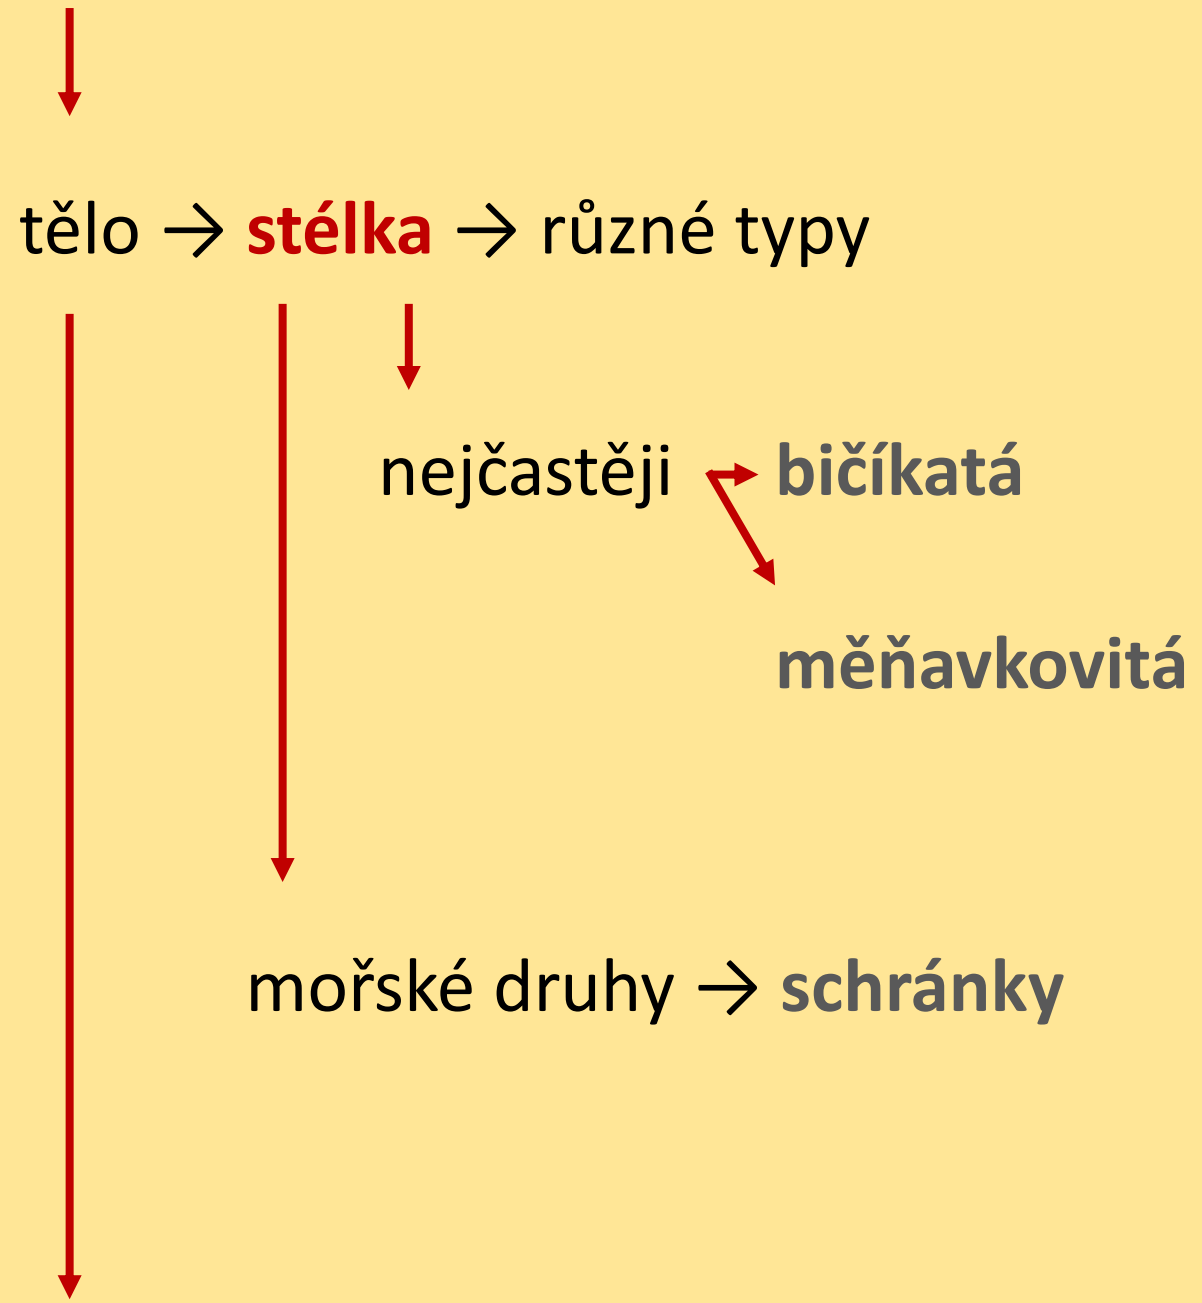 tělo → stélka → různé typy
nejčastěji bičíkatá
měňavkovitá
mořské druhy → schránky